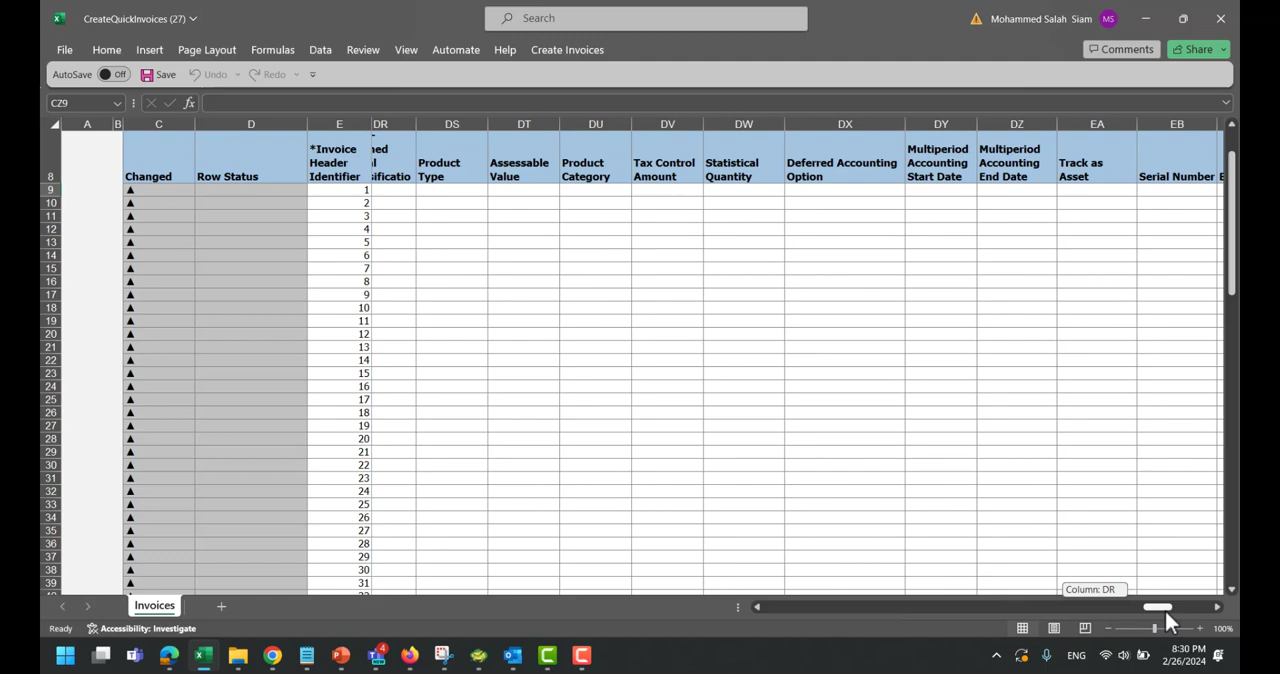 CreateQuickInvoices (27)
Search
Mohammed Salah Siam MS
File Home Insert Page Layout Formulas Data Review View Automate Help Create Invoices
Comments Share
AutoSave Off Save Undo Redo
CZ9 fx
A B C D E DR DS DT DU DV DW DX DY DZ EA EB
8
Changed
Row Status
*Invoice
Header
Identifier
Product
Type
Assessable
Value
Product
Category
Tax Control
Amount
Statistical
Quantity
Deferred Accounting
Option
Multiperiod
Accounting
Start Date
Multiperiod
Accounting
End Date
Track as
Asset
Serial Number
9 ▲ 1
10 ▲ 2
11 ▲ 3
12 ▲ 4
13 ▲ 5
14 ▲ 6
15 ▲ 7
16 ▲ 8
17 ▲ 9
18 ▲ 10
19 ▲ 11
20 ▲ 12
21 ▲ 13
22 ▲ 14
23 ▲ 15
24 ▲ 16
25 ▲ 17
26 ▲ 18
27 ▲ 19
28 ▲ 20
29 ▲ 21
30 ▲ 22
31 ▲ 23
32 ▲ 24
33 ▲ 25
34 ▲ 26
35 ▲ 27
36 ▲ 28
37 ▲ 29
38 ▲ 30
39 ▲ 31
Column: DR
Invoices
Ready Accessibility: Investigate 100%
4
ENG
8:30 PM
2/26/2024